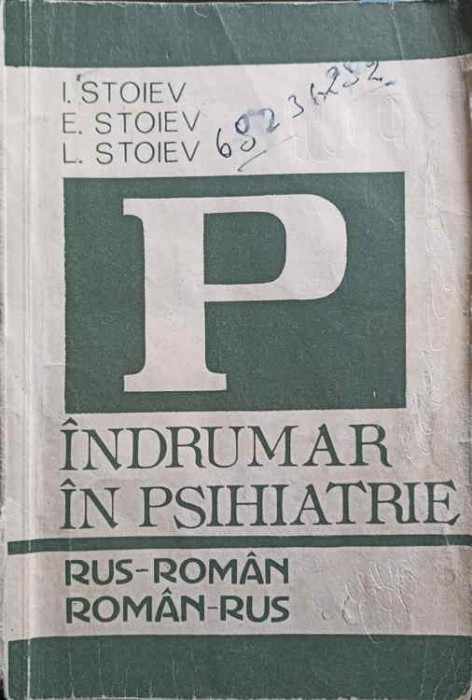 I. STOIEV
E. STOIEV
L. STOIEV
P
ÎNDRUMAR
ÎN PSIHIATRIE
RUS-ROMÂN
ROMÂN-RUS